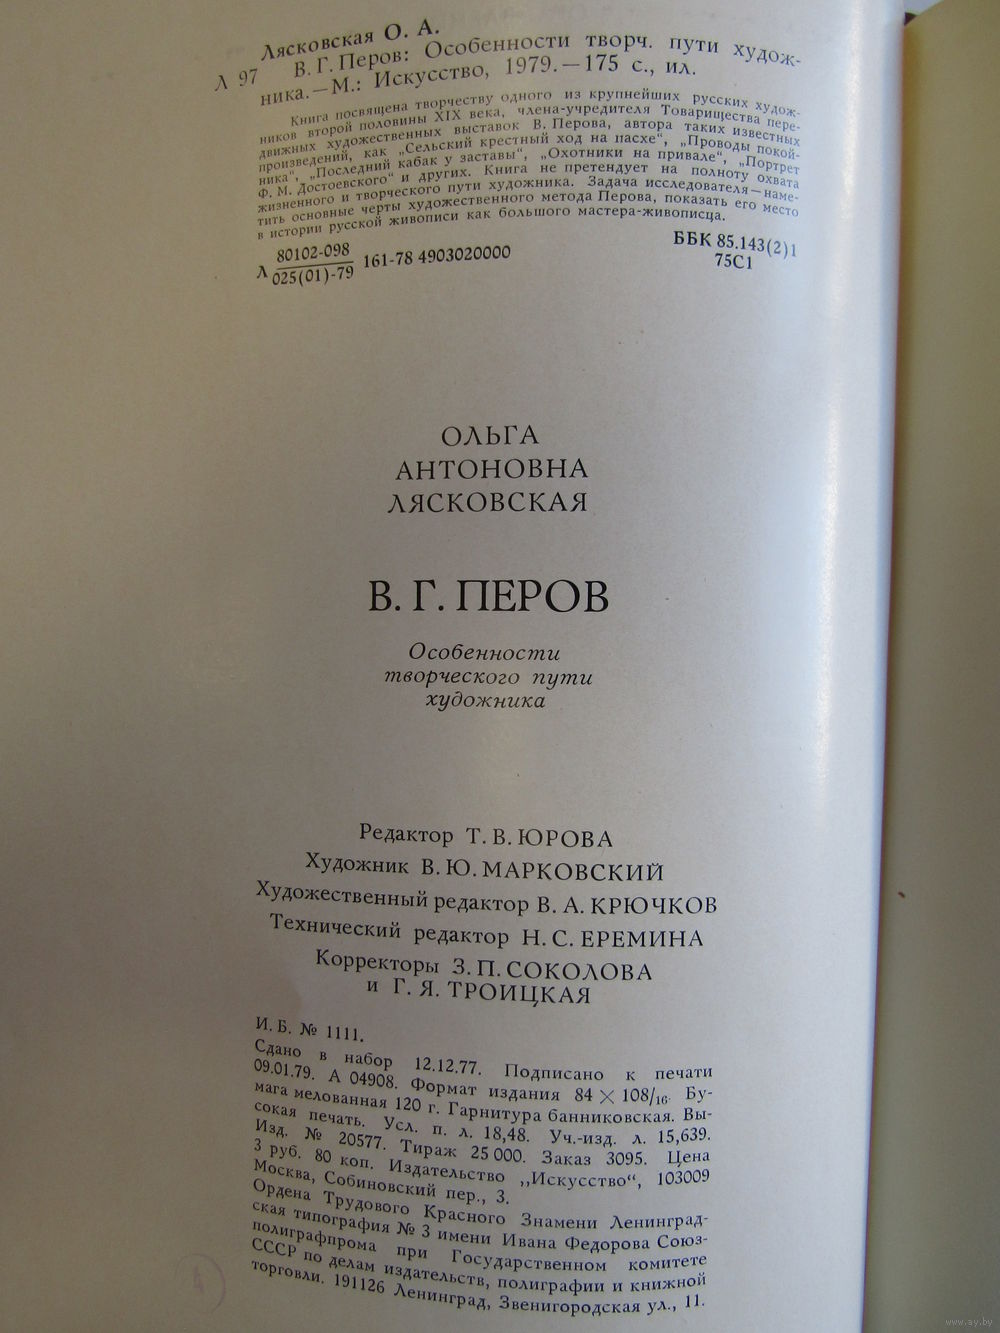 Лясковская О. А.
Л 97 В. Г. Перов: Особенности творч. пути худож-
ника. — М.: Искусство, 1979. — 175 с., ил.
Книга посвящена творчеству одного из крупнейших русских худож-
ников второй половины XIX века, члена-учредителя Товарищества пере-
движных художественных выставок В. Перова, автора таких известных
произведений, как „Сельский крестный ход на пасхе“, „Проводы покой-
ника“, „Последний кабак у заставы“, „Охотники на привале“, „Портрет
Ф. М. Достоевского“ и других. Книга не претендует на полноту охвата
жизненного и творческого пути художника. Задача исследователя — наме-
тить основные черты художественного метода Перова, показать его место
в истории русской живописи как большого мастера-живописца.
Л 80102-098 / 025(01)-79 161-78 4903020000
ББК 85.143(2)1
75С1
ОЛЬГА
АНТОНОВНА
ЛЯСКОВСКАЯ
В. Г. ПЕРОВ
Особенности
творческого пути
художника
Редактор Т. В. ЮРОВА
Художник В. Ю. МАРКОВСКИЙ
Художественный редактор В. А. КРЮЧКОВ
Технический редактор Н. С. ЕРЕМИНА
Корректоры З. П. СОКОЛОВА
и Г. Я. ТРОИЦКАЯ
И. Б. № 1111.
Сдано в набор 12.12.77. Подписано к печати
09.01.79. А 04908. Формат издания 84 × 108/16. Бу-
мага мелованная 120 г. Гарнитура банниковская. Вы-
сокая печать. Усл. п. л. 18,48. Уч.-изд. л. 15,639.
Изд. № 20577. Тираж 25 000. Заказ 3095. Цена
3 руб. 80 коп. Издательство „Искусство“, 103009
Москва, Собиновский пер., 3.
Ордена Трудового Красного Знамени Ленинград-
ская типография № 3 имени Ивана Федорова Союз-
полиграфпрома при Государственном комитете
СССР по делам издательств, полиграфии и книжной
торговли. 191126 Ленинград, Звенигородская ул., 11.
www.ay.by